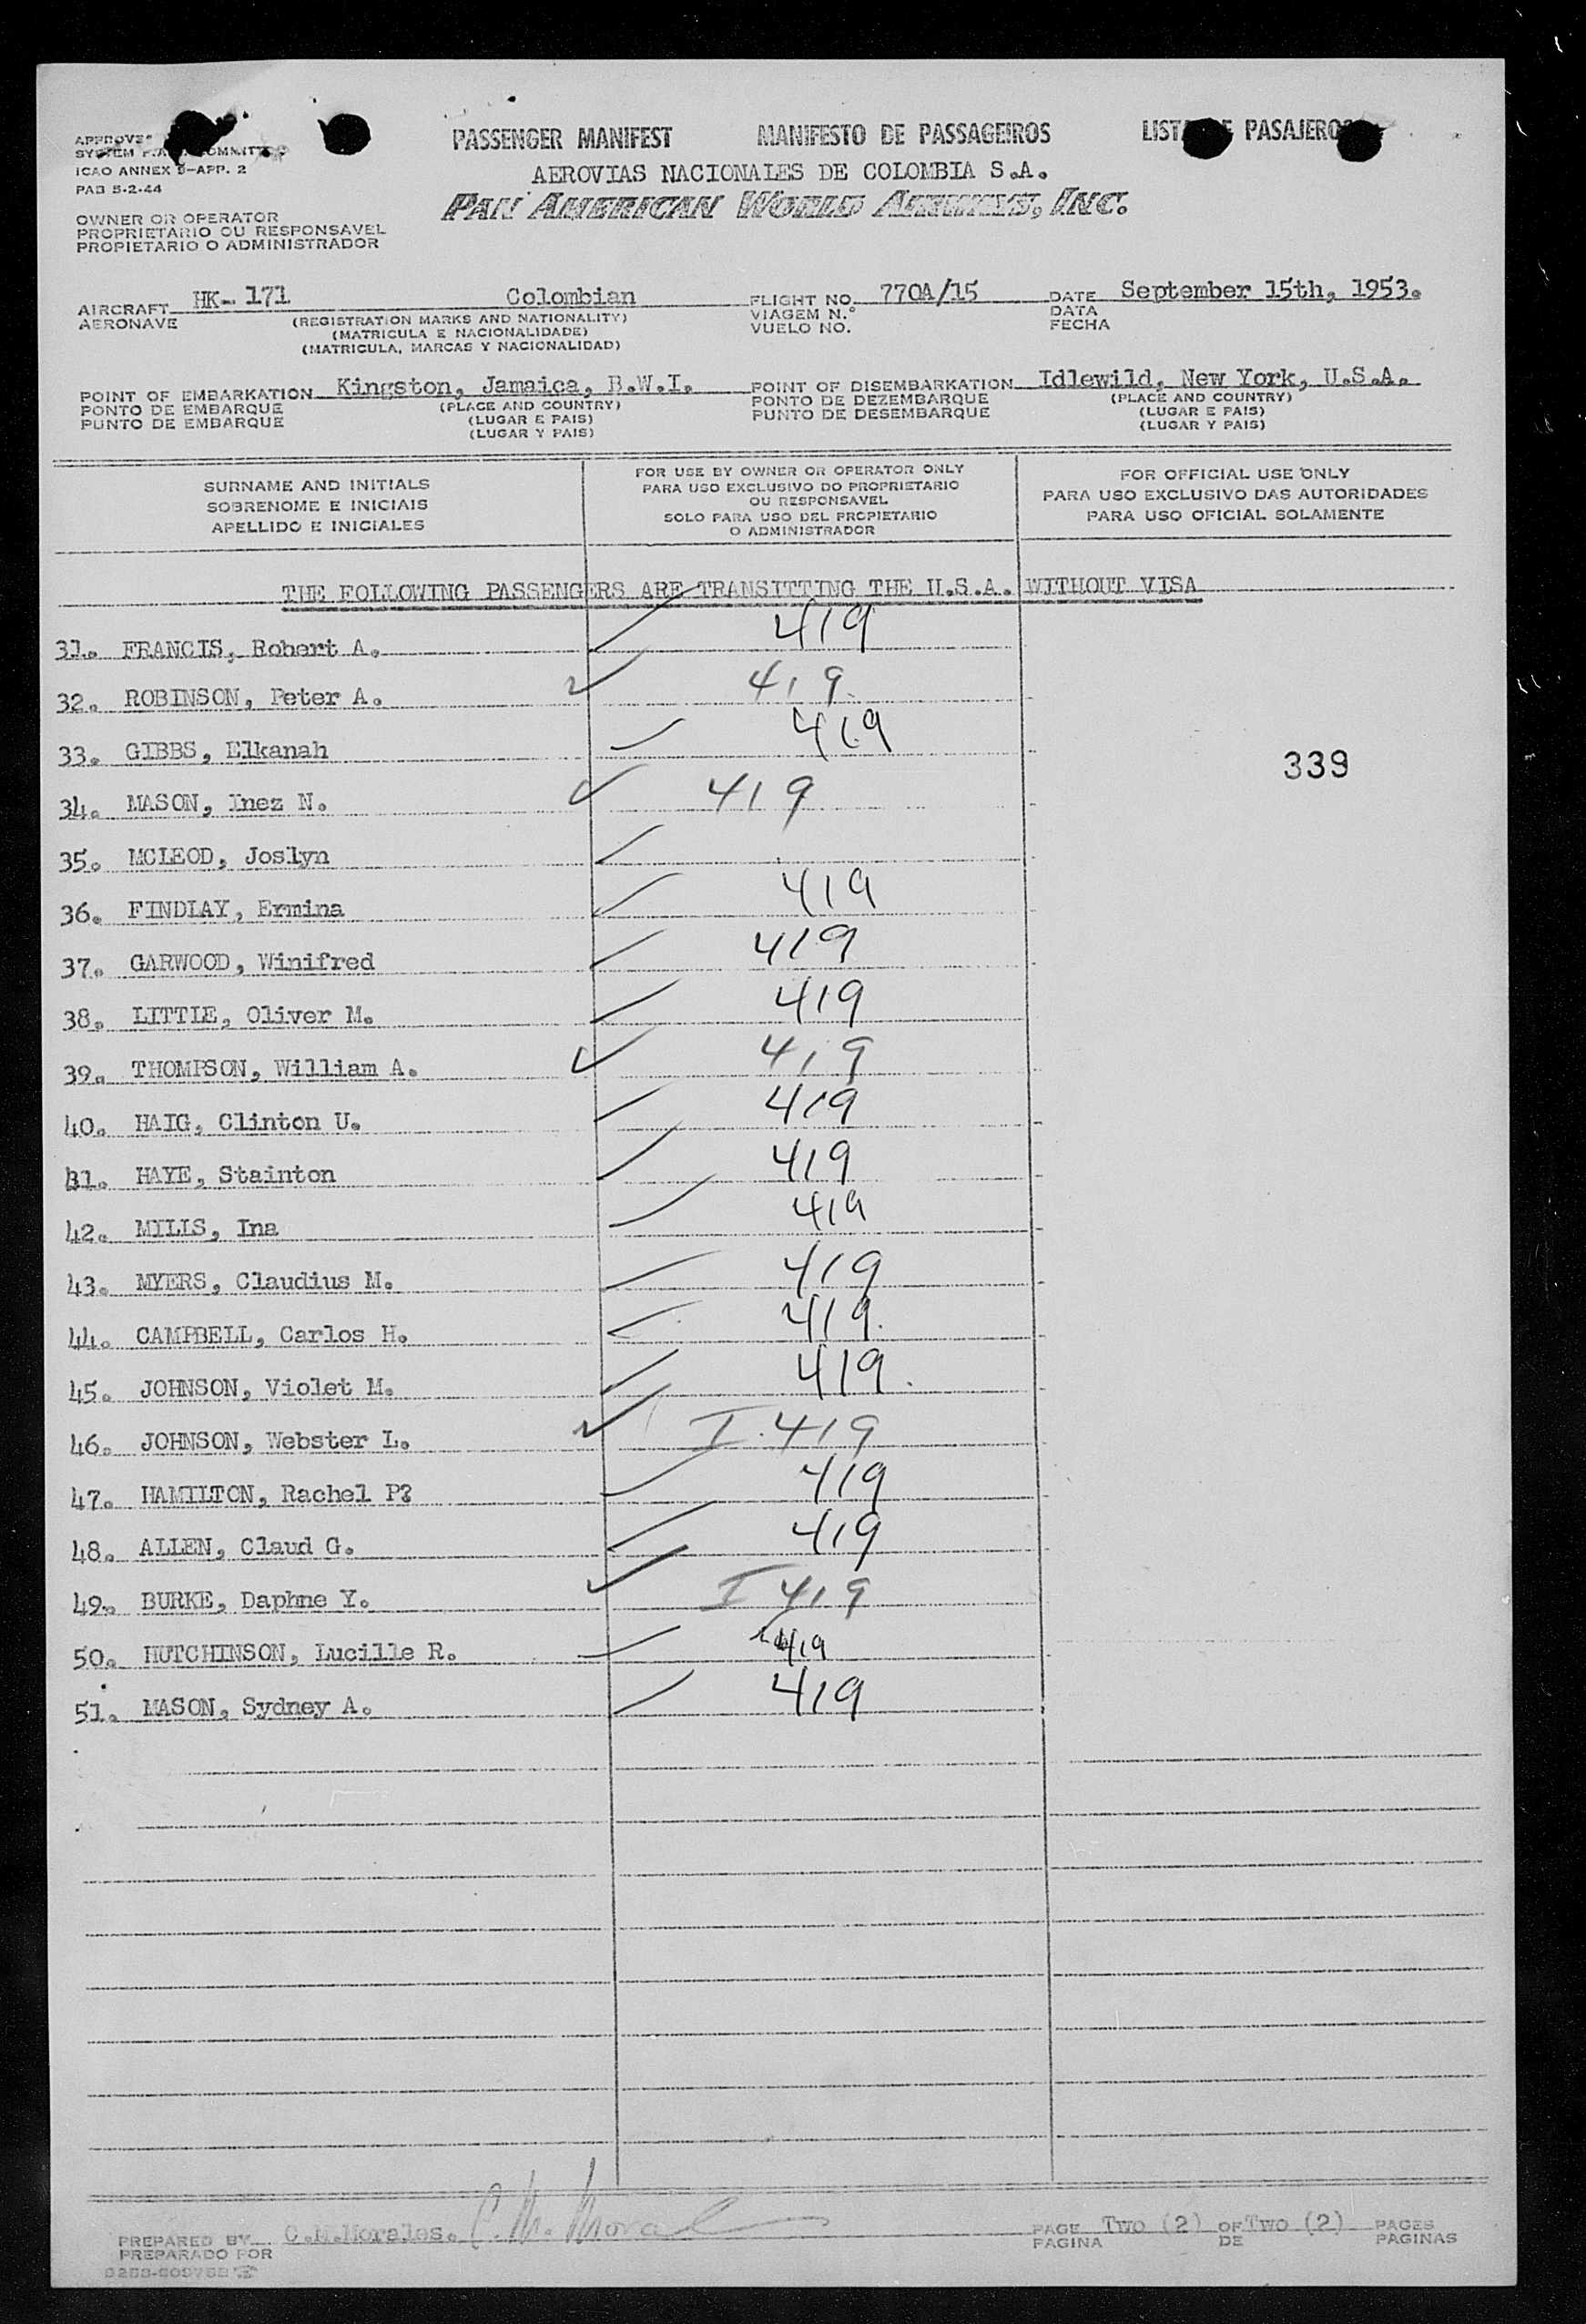 PASSENGER MANIFEST MANIFESTO DE PASSAGEIROS PASAJEROS
ICAO ANNEX 9-APP. 2
PAB 5-2-44
AEROVIAS NACIONALES DE COLOMBIA S.A.
PAN AMERICAN WORLD AIRWAYS, INC.
OWNER OR OPERATOR
PROPRIETARIO OU RESPONSAVEL
PROPIETARIO O ADMINISTRADOR
AIRCRAFT HK- 171 Colombian FLIGHT NO. 770A/15 DATE September 15th, 1953.
AERONAVE (REGISTRATION MARKS AND NATIONALITY) VIAGEM N.° DATA
(MATRICULA E NACIONALIDADE) VUELO NO. FECHA
(MATRICULA, MARCAS Y NACIONALIDAD)
POINT OF EMBARKATION Kingston, Jamaica, B.W.I. POINT OF DISEMBARKATION Idlewild, New York, U.S.A.
PONTO DE EMBARQUE (PLACE AND COUNTRY) PONTO DE DEZEMBARQUE (PLACE AND COUNTRY)
PUNTO DE EMBARQUE (LUGAR E PAIS) PUNTO DE DESEMBARQUE (LUGAR E PAIS)
(LUGAR Y PAIS) (LUGAR Y PAIS)
SURNAME AND INITIALS
SOBRENOME E INICIAIS
APELLIDO E INICIALES
FOR USE BY OWNER OR OPERATOR ONLY
PARA USO EXCLUSIVO DO PROPRIETARIO
OU RESPONSAVEL
SOLO PARA USO DEL PROPIETARIO
O ADMINISTRADOR
FOR OFFICIAL USE ONLY
PARA USO EXCLUSIVO DAS AUTORIDADES
PARA USO OFICIAL SOLAMENTE
THE FOLLOWING PASSENGERS ARE TRANSITTING THE U.S.A. WITHOUT VISA
31. FRANCIS, Robert A. 419
32. ROBINSON, Peter A. 419
33. GIBBS, Elkanah 419
339
34. MASON, Inez N. 419
35. MCLEOD, Joslyn
36. FINDLAY, Ermina 419
37. GARWOOD, Winifred 419
38. LITTLE, Oliver M. 419
39. THOMPSON, William A. 419
40. HAIG, Clinton U. 419
41. HAYE, Stainton 419
42. MILLS, Ina 419
43. MYERS, Claudius M. 419
44. CAMPBELL, Carlos H. 419
45. JOHNSON, Violet M. 419
46. JOHNSON, Webster L. I 419
47. HAMILTON, Rachel P? 419
48. ALLEN, Claud G. 419
49. BURKE, Daphne Y. I 419
50. HUTCHINSON, Lucille R. 419
51. MASON, Sydney A. 419
PREPARED BY C.M.Morales. C. M. Morales PAGE Two (2) OF Two (2) PAGES
PREPARADO POR PAGINA DE PAGINAS